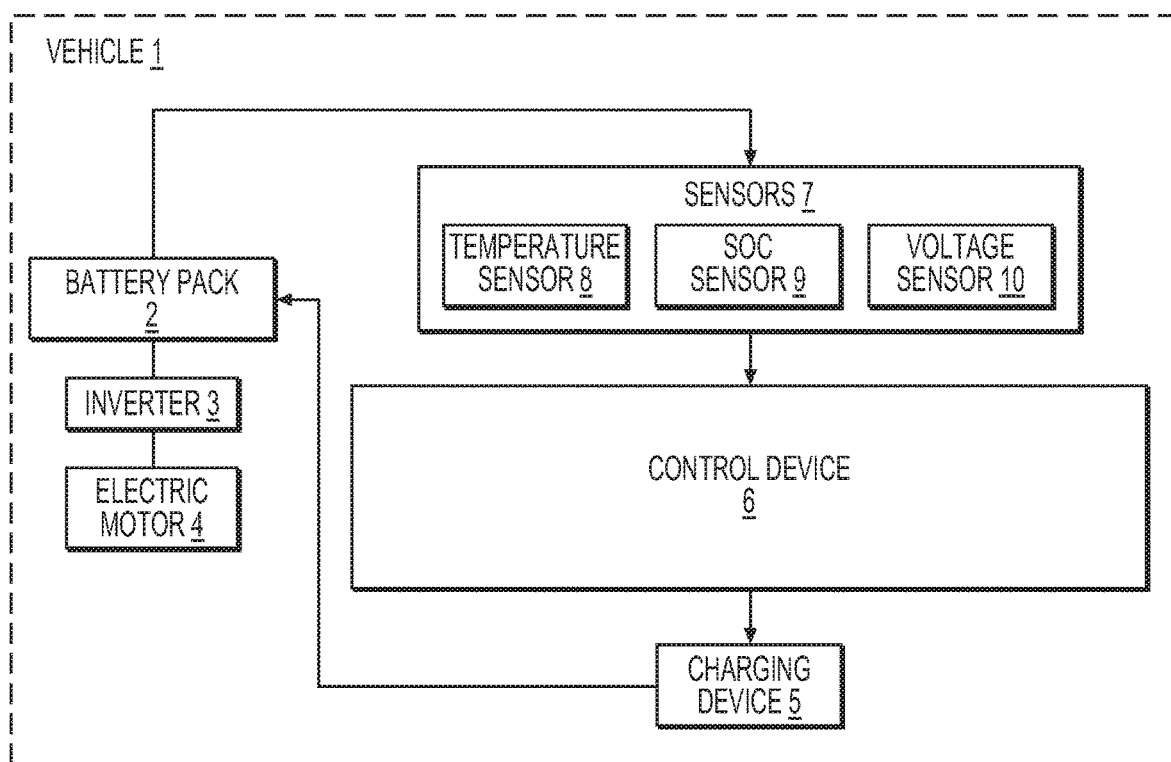 VEHICLE 1
SENSORS 7
TEMPERATURE
SENSOR 8
SOC
SENSOR 9
VOLTAGE
SENSOR 10
BATTERY PACK
2
INVERTER 3
ELECTRIC
MOTOR 4
CONTROL DEVICE
6
CHARGING
DEVICE 5